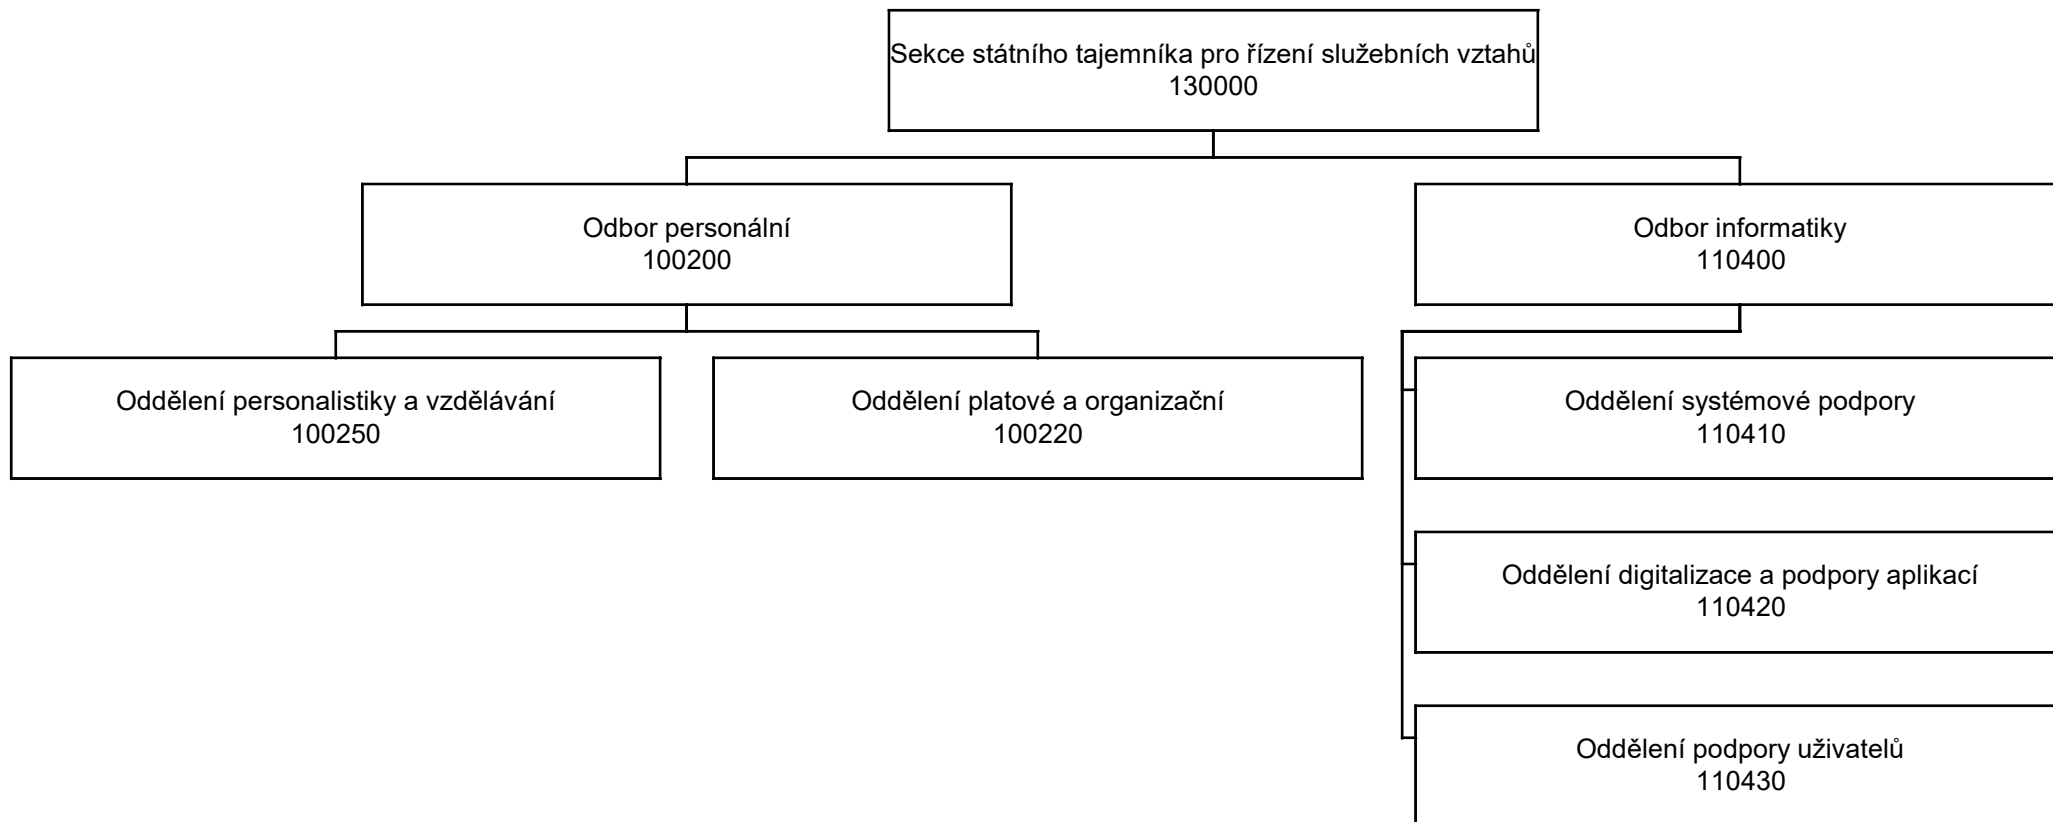 Sekce státního tajemníka pro řízení služebních vztahů
130000
Odbor personální
100200
Odbor informatiky
110400
Oddělení personalistiky a vzdělávání
100250
Oddělení platové a organizační
100220
Oddělení systémové podpory
110410
Oddělení digitalizace a podpory aplikací
110420
Oddělení podpory uživatelů
110430